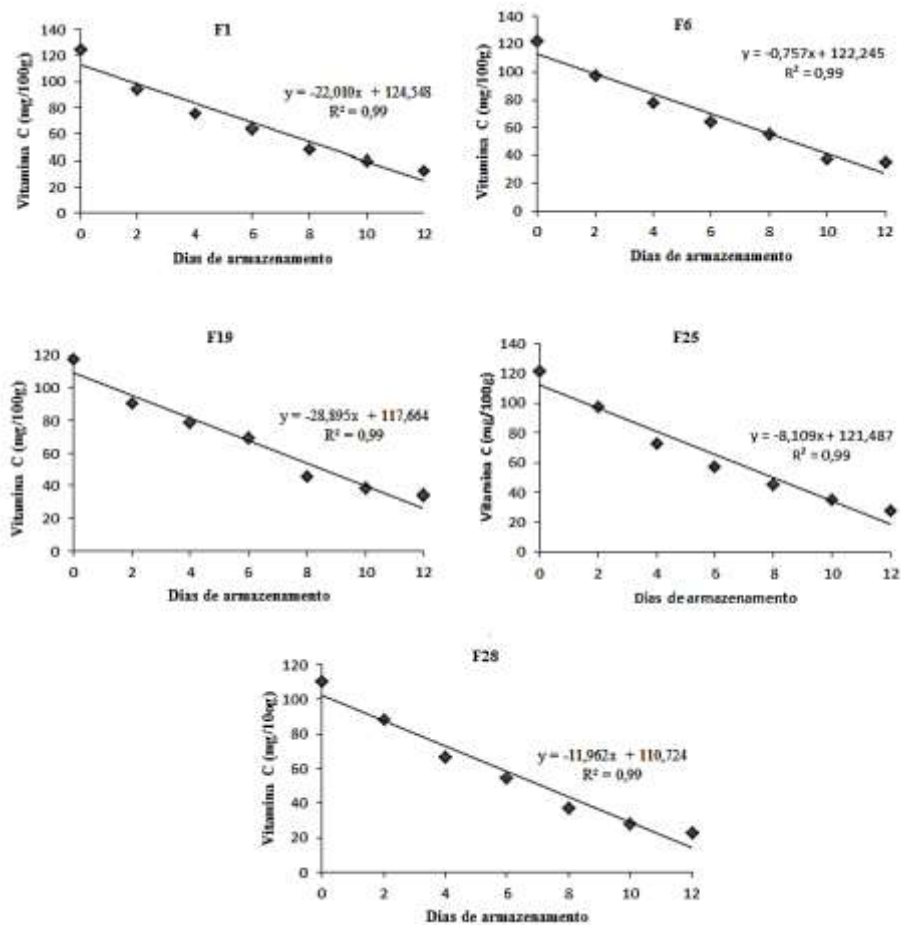 F1
y = -22,010x + 124,548
R² = 0,99
Vitamina C (mg/100g)
140
120
100
80
60
40
20
0
0 2 4 6 8 10 12
Dias de armazenamento
F6
y = -0,757x + 122,245
R² = 0,99
Vitamina C (mg/100g)
140
120
100
80
60
40
20
0
0 2 4 6 8 10 12
Dias de armazenamento
F19
y = -28,895x + 117,664
R² = 0,99
Vitamina C (mg/100g)
120
100
80
60
40
20
0
0 2 4 6 8 10 12
Dias de armazenamento
F25
y = -8,109x + 121,487
R² = 0,99
Vitamina C (mg/100g)
140
120
100
80
60
40
20
0
0 2 4 6 8 10 12
Dias de armazenamento
F28
y = -11,962x + 110,724
R² = 0,99
Vitamina C (mg/100g)
120
100
80
60
40
20
0
0 2 4 6 8 10 12
Dias de armazenamento